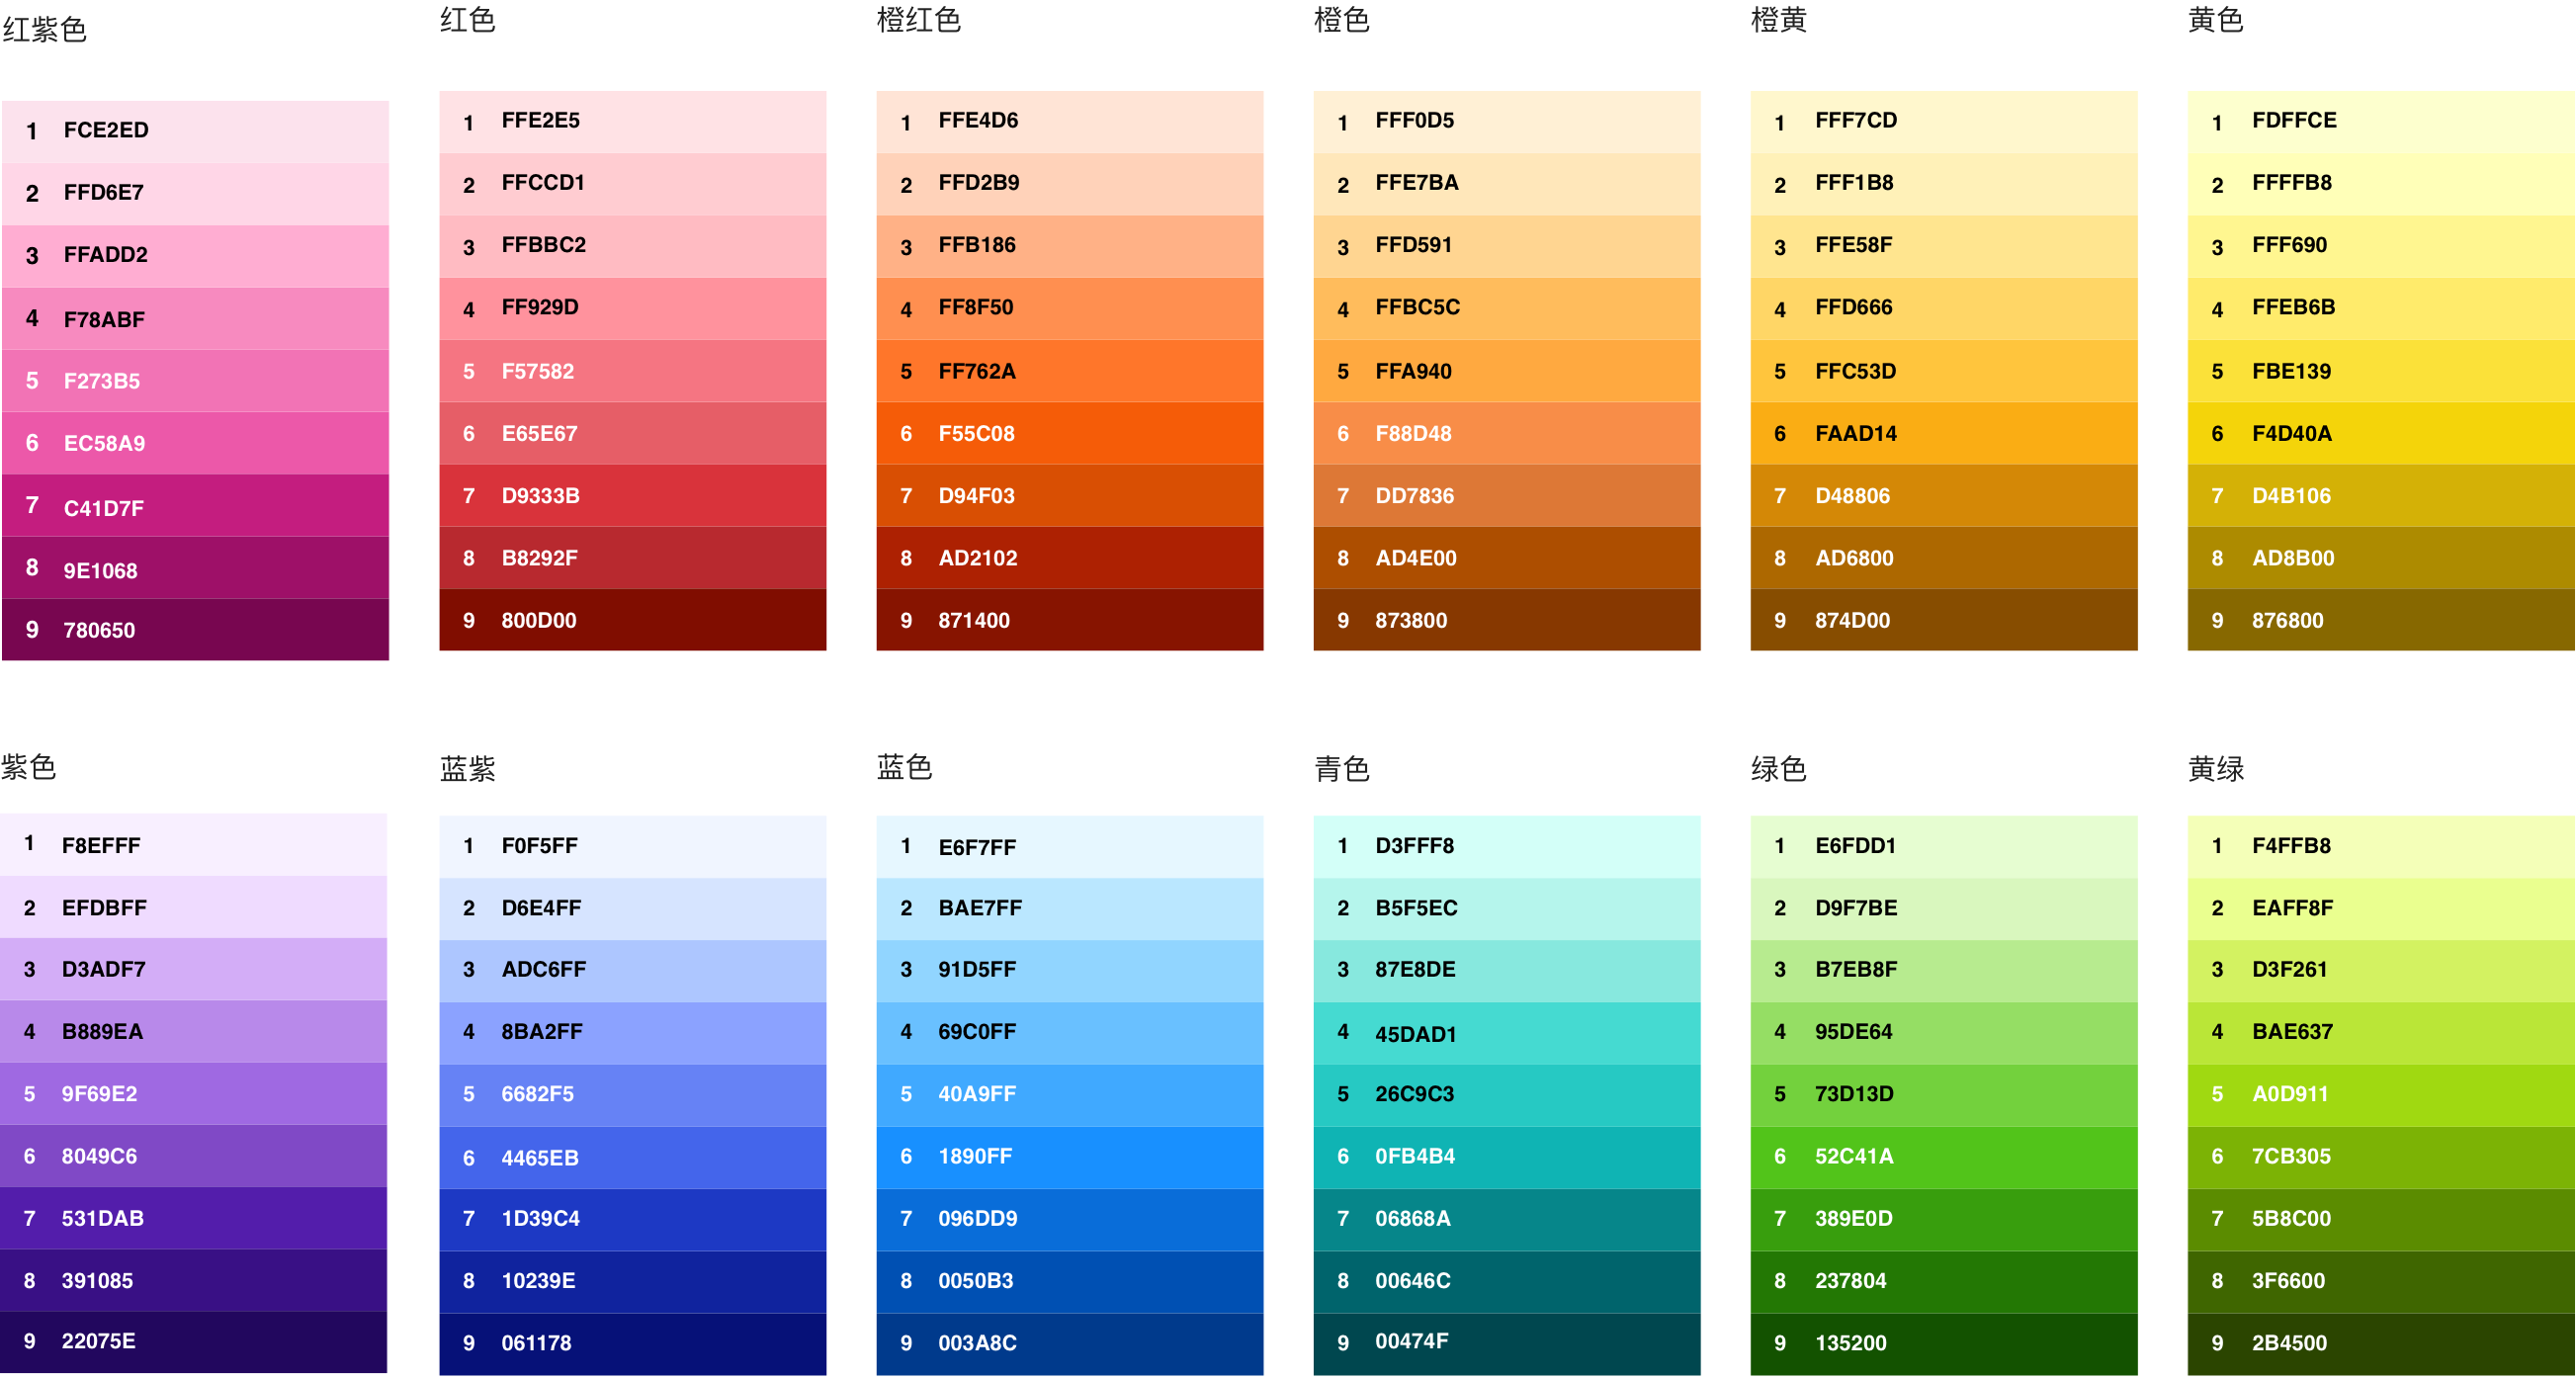 红紫色
1 FCE2ED
2 FFD6E7
3 FFADD2
4 F78ABF
5 F273B5
6 EC58A9
7 C41D7F
8 9E1068
9 780650
红色
1 FFE2E5
2 FFCCD1
3 FFBBC2
4 FF929D
5 F57582
6 E65E67
7 D9333B
8 B8292F
9 800D00
橙红色
1 FFE4D6
2 FFD2B9
3 FFB186
4 FF8F50
5 FF762A
6 F55C08
7 D94F03
8 AD2102
9 871400
橙色
1 FFF0D5
2 FFE7BA
3 FFD591
4 FFBC5C
5 FFA940
6 F88D48
7 DD7836
8 AD4E00
9 873800
橙黄
1 FFF7CD
2 FFF1B8
3 FFE58F
4 FFD666
5 FFC53D
6 FAAD14
7 D48806
8 AD6800
9 874D00
黄色
1 FDFFCE
2 FFFFB8
3 FFF690
4 FFEB6B
5 FBE139
6 F4D40A
7 D4B106
8 AD8B00
9 876800
紫色
1 F8EFFF
2 EFDBFF
3 D3ADF7
4 B889EA
5 9F69E2
6 8049C6
7 531DAB
8 391085
9 22075E
蓝紫
1 F0F5FF
2 D6E4FF
3 ADC6FF
4 8BA2FF
5 6682F5
6 4465EB
7 1D39C4
8 10239E
9 061178
蓝色
1 E6F7FF
2 BAE7FF
3 91D5FF
4 69C0FF
5 40A9FF
6 1890FF
7 096DD9
8 0050B3
9 003A8C
青色
1 D3FFF8
2 B5F5EC
3 87E8DE
4 45DAD1
5 26C9C3
6 0FB4B4
7 06868A
8 00646C
9 00474F
绿色
1 E6FDD1
2 D9F7BE
3 B7EB8F
4 95DE64
5 73D13D
6 52C41A
7 389E0D
8 237804
9 135200
黄绿
1 F4FFB8
2 EAFF8F
3 D3F261
4 BAE637
5 A0D911
6 7CB305
7 5B8C00
8 3F6600
9 2B4500